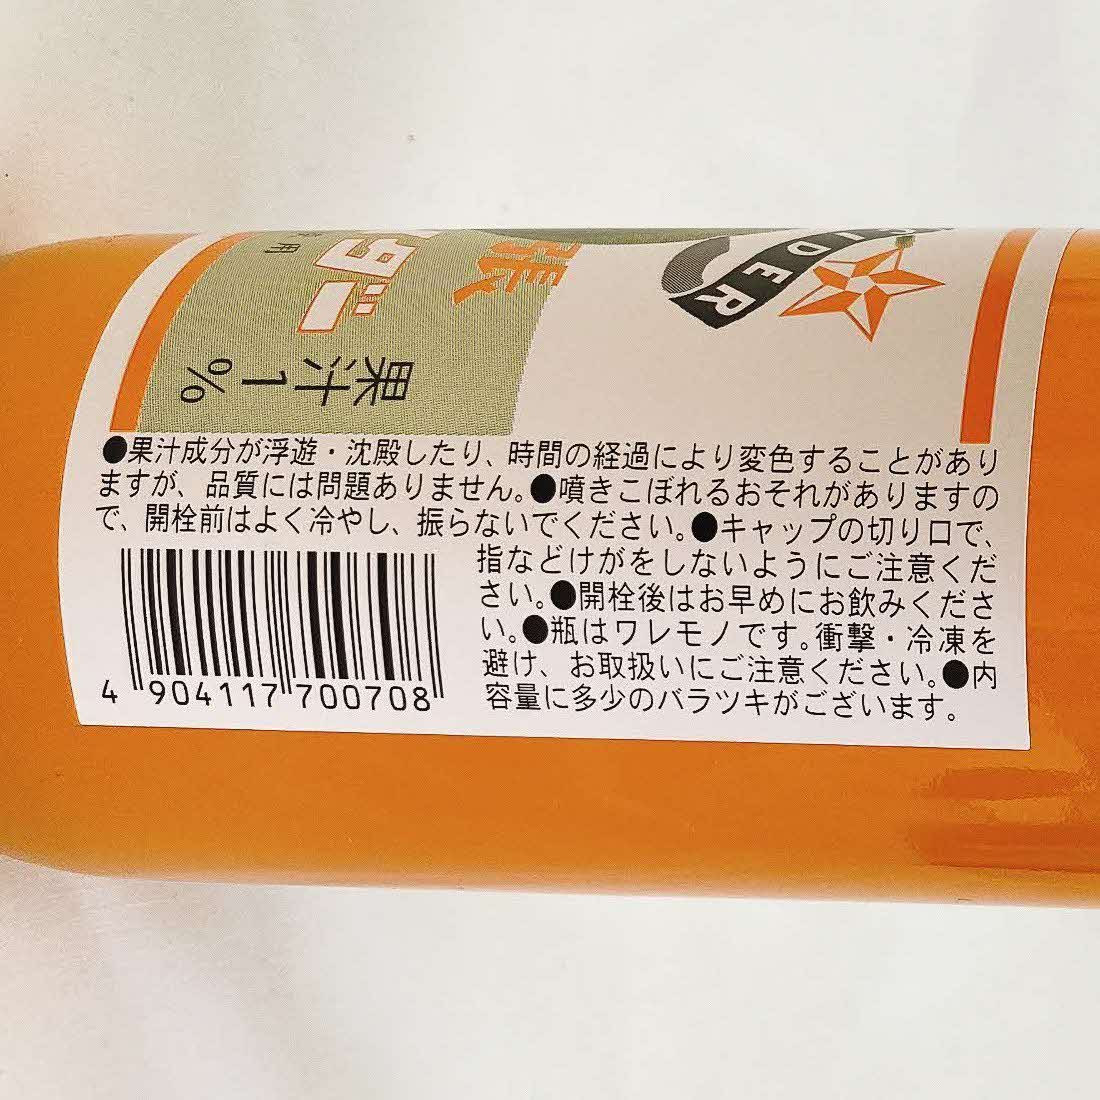 CIDER
ダー
果汁1%
●果汁成分が浮遊・沈殿したり、時間の経過により変色することがあり
ますが、品質には問題ありません。●噴きこぼれるおそれがありますの
で、開栓前はよく冷やし、振らないでください。●キャップの切り口で、
指などけがをしないようにご注意くだ
さい。●開栓後はお早めにお飲みくださ
い。●瓶はワレモノです。衝撃・冷凍を
避け、お取扱いにご注意ください。●内
容量に多少のバラツキがございます。
4 904117 700708